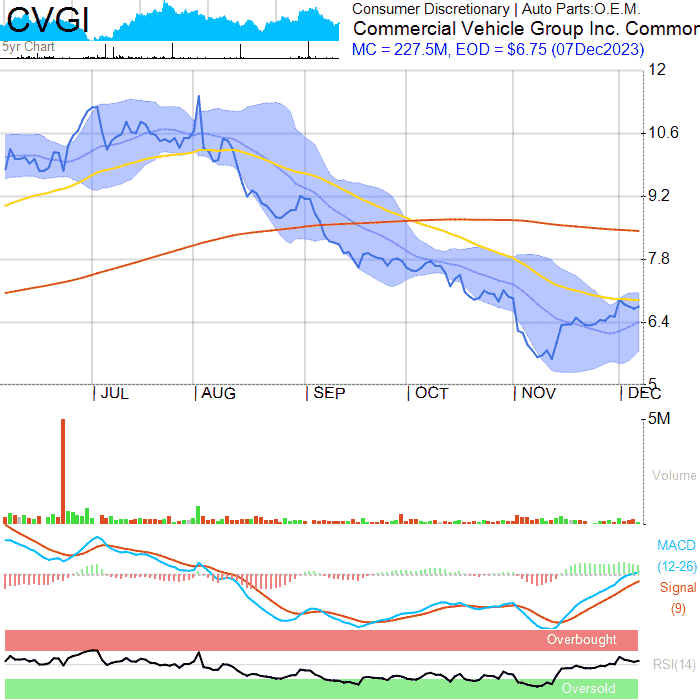 CVGI
5yr Chart
Consumer Discretionary | Auto Parts:O.E.M.
Commercial Vehicle Group Inc. Common
MC = 227.5M, EOD = $6.75 (07Dec2023)
12
10.6
9.2
7.8
6.4
5
JUL AUG SEP OCT NOV DEC
5M
Volume
MACD
(12-26)
Signal
(9)
Overbought
RSI(14)
Oversold